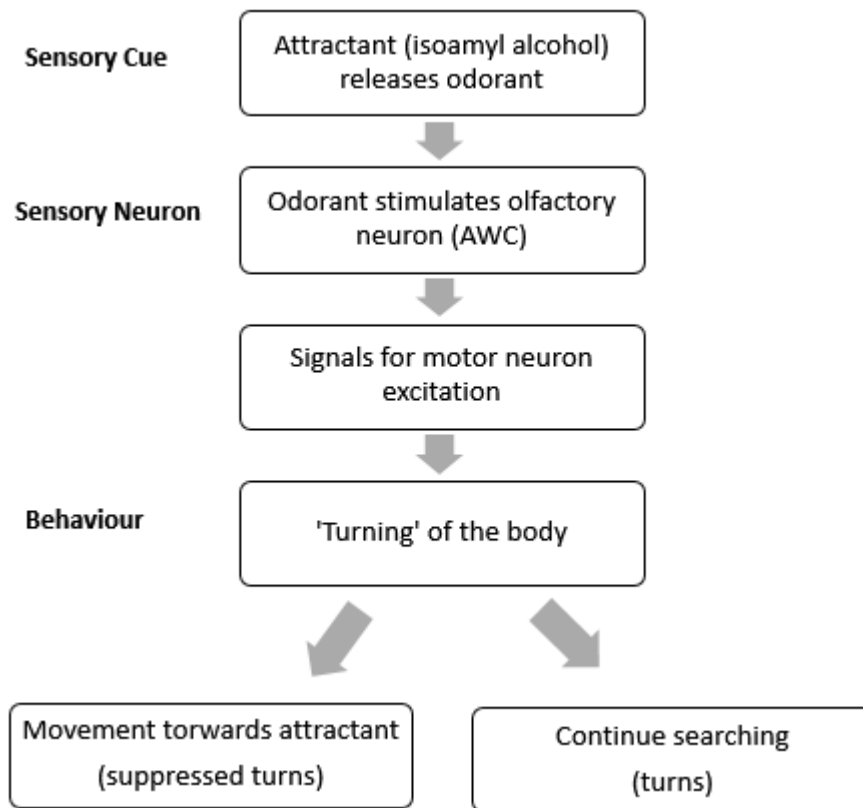 Sensory Cue
Attractant (isoamyl alcohol)
releases odorant
Sensory Neuron
Odorant stimulates olfactory
neuron (AWC)
Signals for motor neuron
excitation
Behaviour
'Turning' of the body
Movement torwards attractant
(suppressed turns)
Continue searching
(turns)